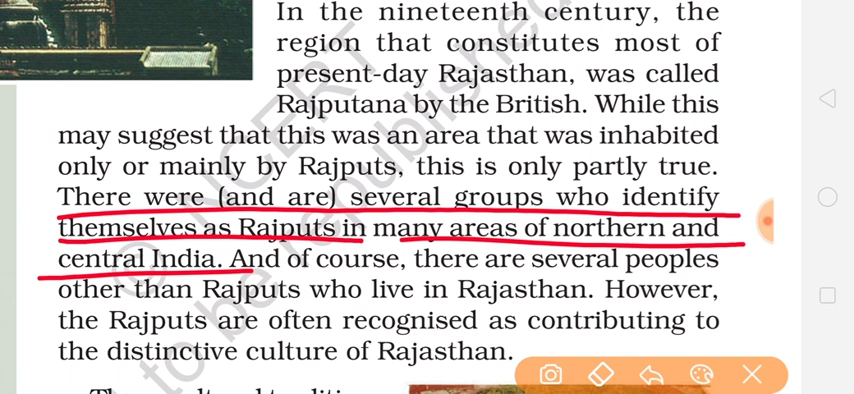 In the nineteenth century, the
region that constitutes most of
present-day Rajasthan, was called
Rajputana by the British. While this
may suggest that this was an area that was inhabited
only or mainly by Rajputs, this is only partly true.
There were (and are) several groups who identify
themselves as Rajputs in many areas of northern and
central India. And of course, there are several peoples
other than Rajputs who live in Rajasthan. However,
the Rajputs are often recognised as contributing to
the distinctive culture of Rajasthan.
© NCERT
to be republished